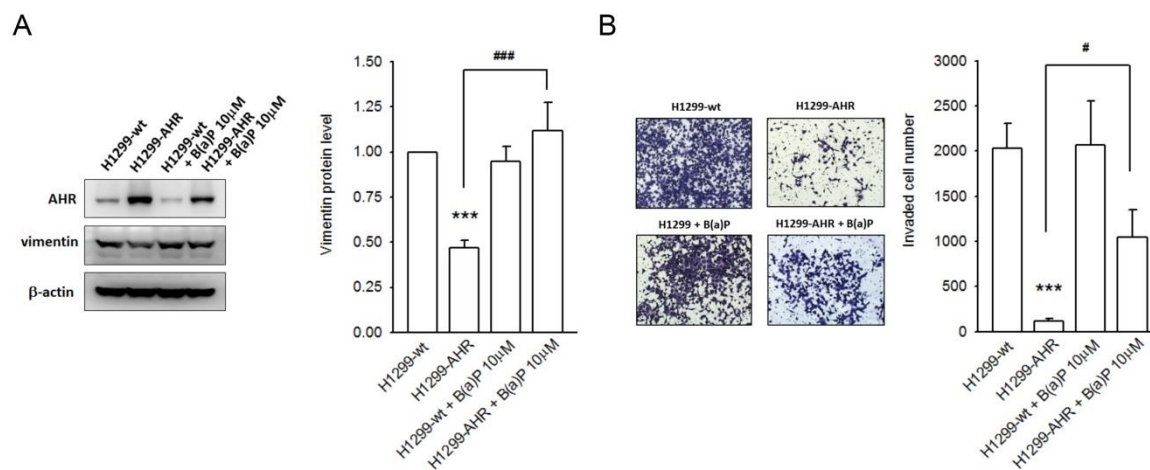 A
H1299-wt
H1299-AHR
H1299-wt
+ B(a)P 10μM
H1299-AHR
+ B(a)P 10μM
AHR
vimentin
β-actin
Vimentin protein level
1.50
1.25
1.00
0.75
0.50
0.25
0.00
###
***
H1299-wt
H1299-AHR
H1299-wt + B(a)P 10μM
H1299-AHR + B(a)P 10μM
B
H1299-wt
H1299-AHR
H1299 + B(a)P
H1299-AHR + B(a)P
Invaded cell number
3000
2500
2000
1500
1000
500
0
#
***
H1299-wt
H1299-AHR
H1299-wt + B(a)P 10μM
H1299-AHR + B(a)P 10μM